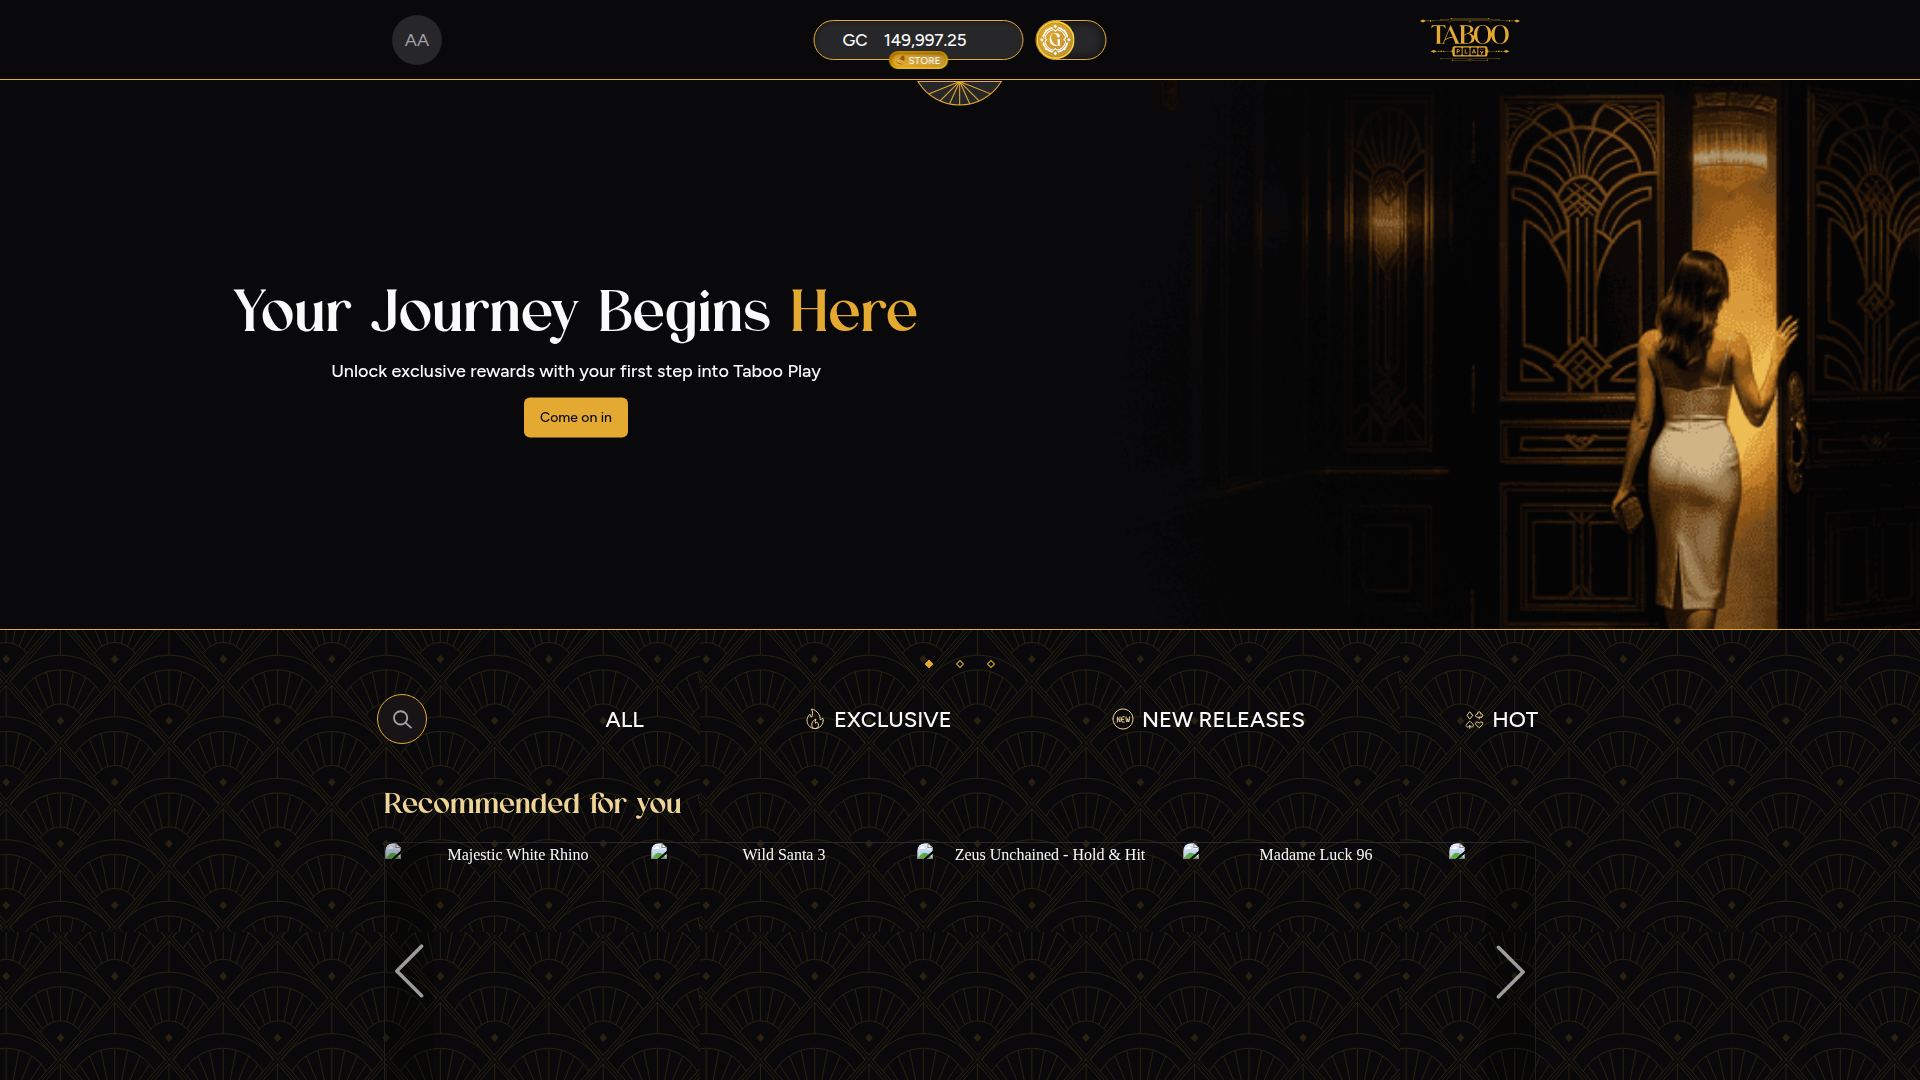 AA
GC 149,997.25
STORE
G
TABOO
PLAY
Your Journey Begins Here
Unlock exclusive rewards with your first step into Taboo Play
Come on in
ALL
EXCLUSIVE
NEW
NEW RELEASES
HOT
Recommended for you
Majestic White Rhino
Wild Santa 3
Zeus Unchained - Hold & Hit
Madame Luck 96